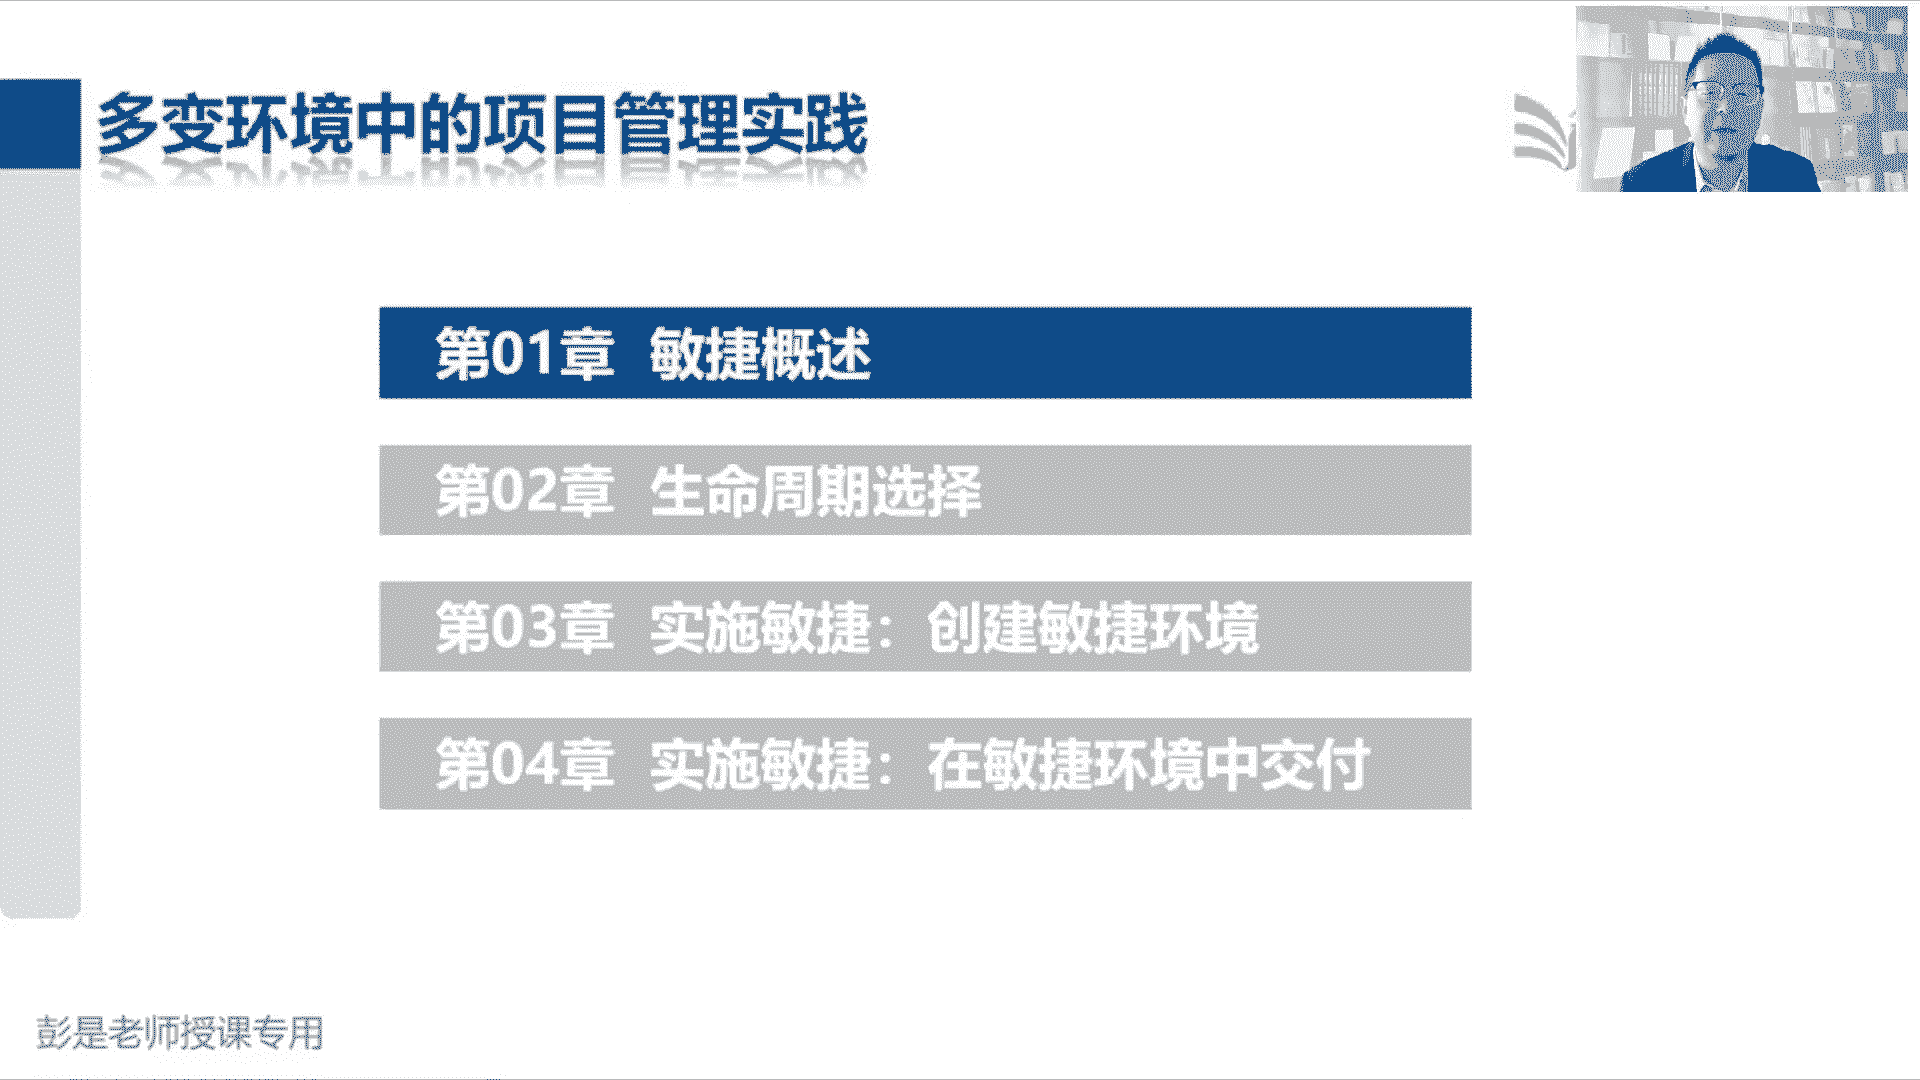 多变环境中的项目管理实践
第01章 敏捷概述
第02章 生命周期选择
第03章 实施敏捷：创建敏捷环境
第04章 实施敏捷：在敏捷环境中交付
彭是老师授课专用